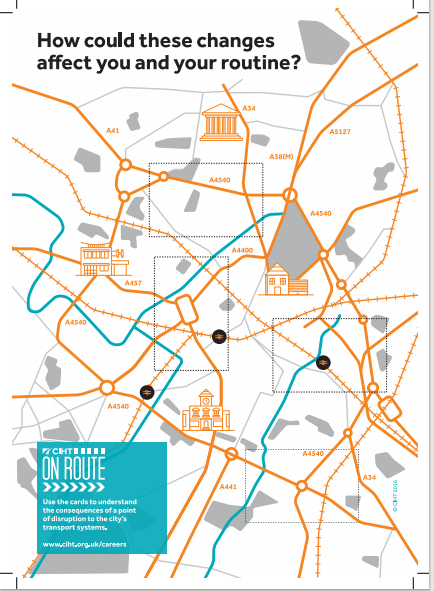 How could these changes
affect you and your routine?
A34
A41
A5127
A38(M)
A4540
A4540
A4400
A457
A4540
A4540
A4540
A441
A34
CIHT
ON ROUTE
Use the cards to understand
the consequences of a point
of disruption to the city's
transport systems.
www.ciht.org.uk/careers
© CIHT 2016